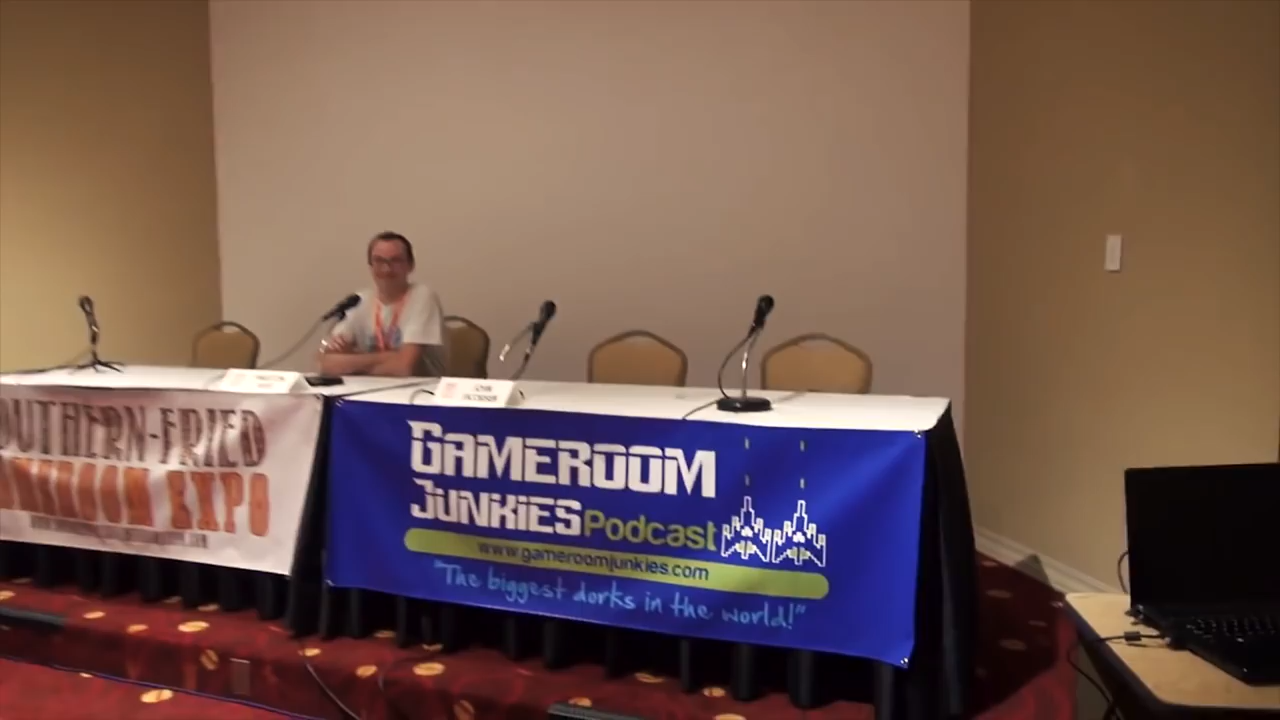 OUTHERN-FRIED
EXPO
GAMEROOM
JUNKIES Podcast
www.gameroomjunkies.com
"The biggest dorks in the world!"